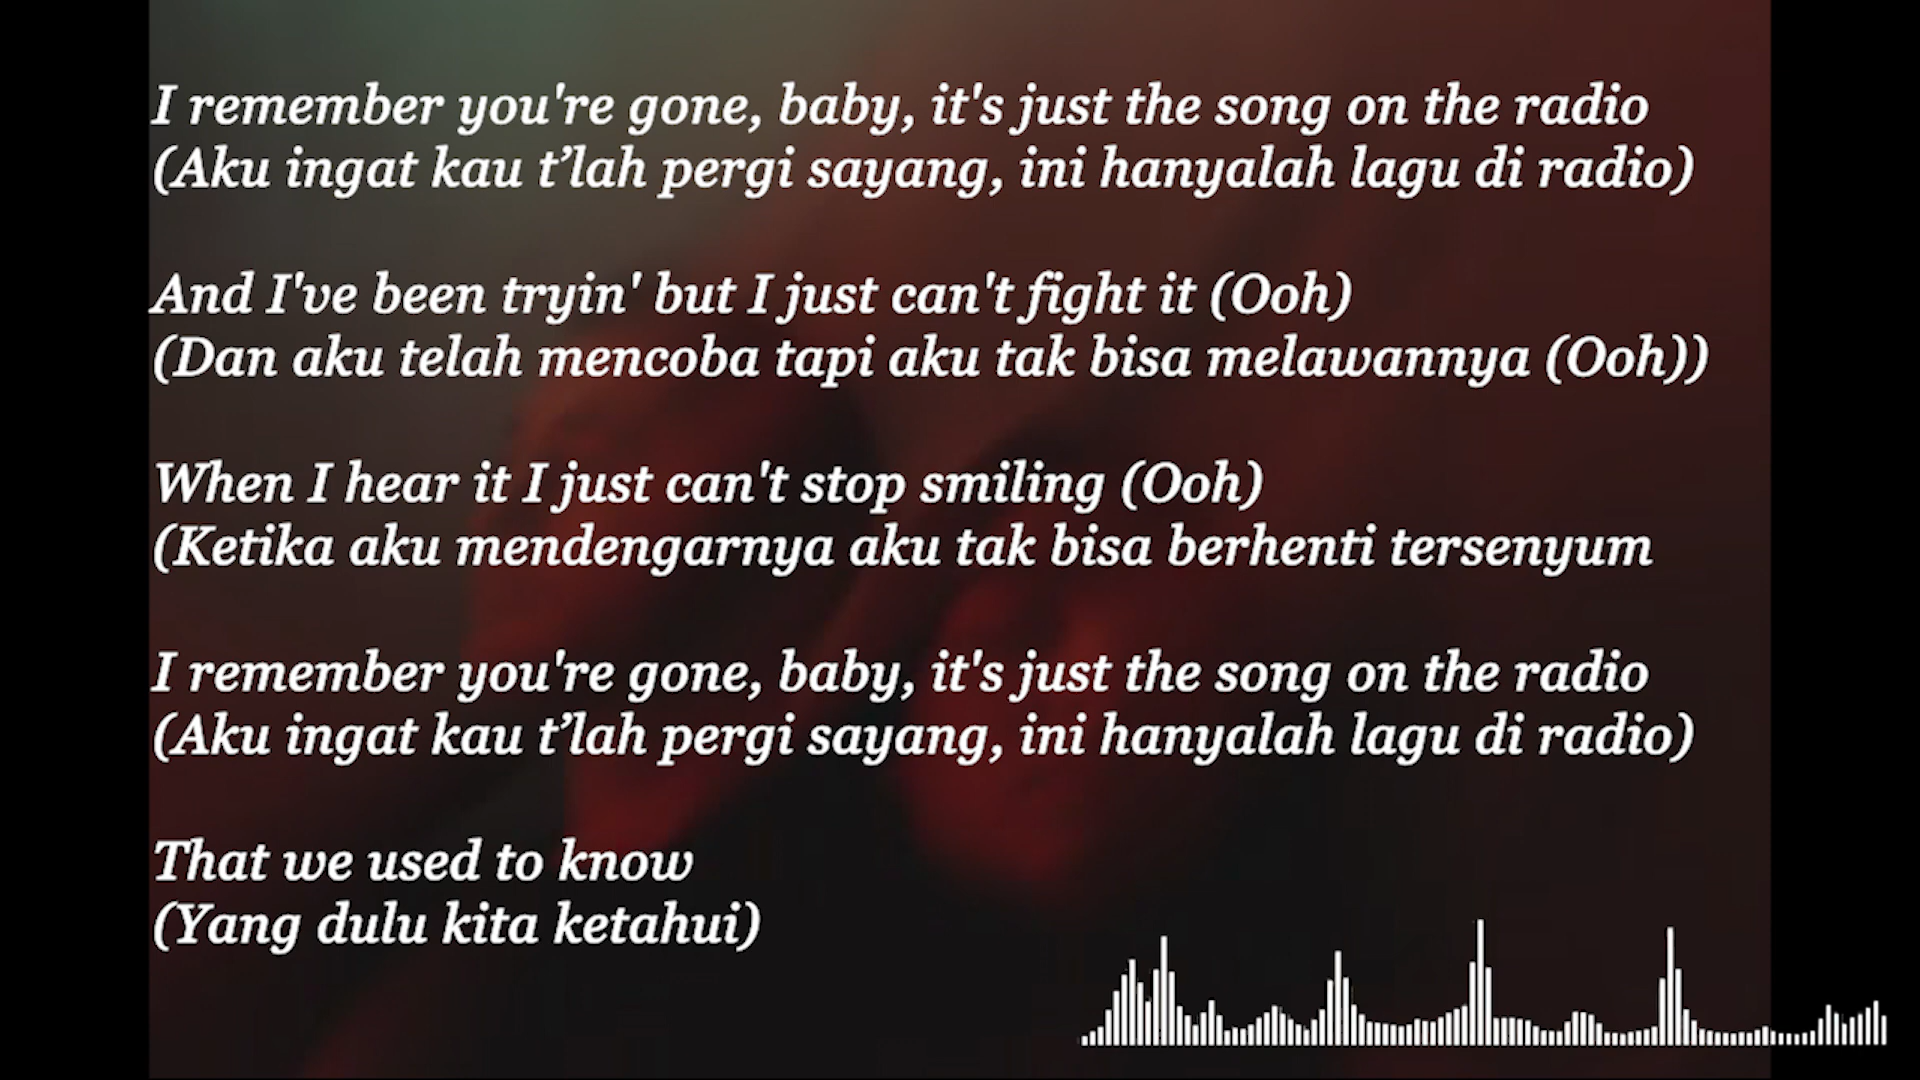 I remember you're gone, baby, it's just the song on the radio
(Aku ingat kau t’lah pergi sayang, ini hanyalah lagu di radio)
And I've been tryin' but I just can't fight it (Ooh)
(Dan aku telah mencoba tapi aku tak bisa melawannya (Ooh))
When I hear it I just can't stop smiling (Ooh)
(Ketika aku mendengarnya aku tak bisa berhenti tersenyum
I remember you're gone, baby, it's just the song on the radio
(Aku ingat kau t’lah pergi sayang, ini hanyalah lagu di radio)
That we used to know
(Yang dulu kita ketahui)